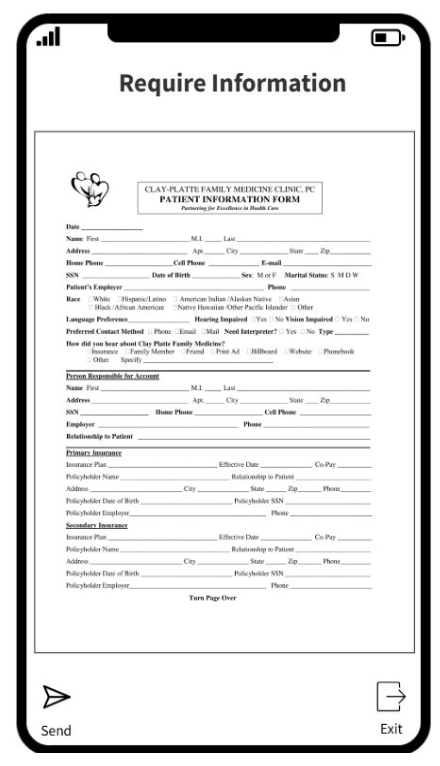 Require Information
CLAY-PLATTE FAMILY MEDICINE CLINIC, PC
PATIENT INFORMATION FORM
Partnering for Excellence in Health Care
Date
Name First M.I. Last
Address Apt. City State Zip
Home Phone Cell Phone E-mail
SSN Date of Birth Sex: M or F Marital Status: S M D W
Patient's Employer Phone
Race □White □Hispanic/Latino □American Indian /Alaskan Native □Asian
□Black /African American □Native Hawaiian /Other Pacific Islander □Other
Language Preference Hearing Impaired □Yes □No Vision Impaired □Yes □No
Preferred Contact Method □Phone □Email □Mail Need Interpreter? □Yes □No Type
How did you hear about Clay Platte Family Medicine?
□Insurance □Family Member □Friend □Print Ad □Billboard □Website □Phonebook
□Other Specify
Person Responsible for Account
Name First M.I. Last
Address Apt. City State Zip
SSN Home Phone Cell Phone
Employer Phone
Relationship to Patient
Primary Insurance
Insurance Plan Effective Date Co-Pay
Policyholder Name Relationship to Patient
Address City State Zip Phone
Policyholder Date of Birth Policyholder SSN
Policyholder Employer Phone
Secondary Insurance
Insurance Plan Effective Date Co-Pay
Policyholder Name Relationship to Patient
Address City State Zip Phone
Policyholder Date of Birth Policyholder SSN
Policyholder Employer Phone
Turn Page Over
Send Exit